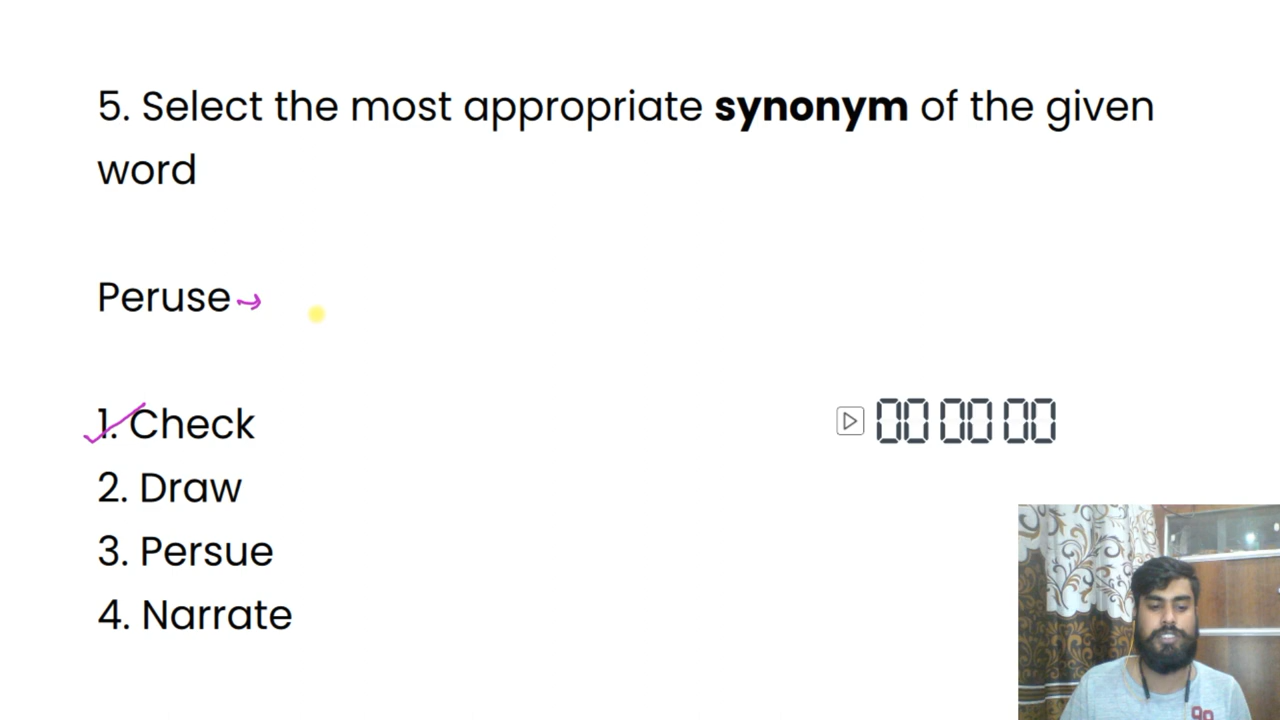 5. Select the most appropriate synonym of the given
word
Peruse
1. Check
2. Draw
3. Persue
4. Narrate
00 00 00